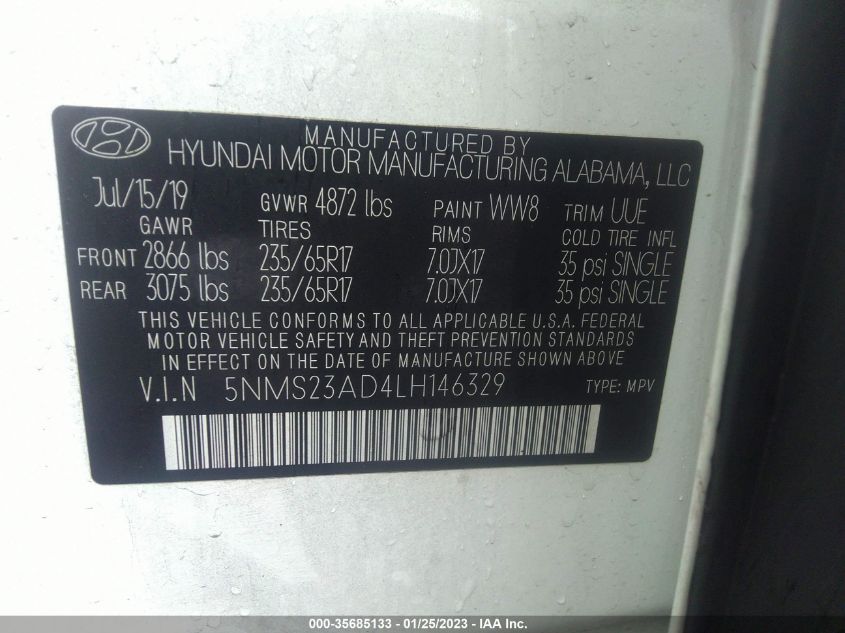 MANUFACTURED BY
HYUNDAI MOTOR MANUFACTURING ALABAMA, LLC
Jul/15/19 GVWR 4872 lbs PAINT WW8 TRIM UUE
GAWR TIRES RIMS COLD TIRE INFL
FRONT 2866 lbs 235/65R17 7.0JX17 35 psi SINGLE
REAR 3075 lbs 235/65R17 7.0JX17 35 psi SINGLE
THIS VEHICLE CONFORMS TO ALL APPLICABLE U.S.A. FEDERAL
MOTOR VEHICLE SAFETY AND THEFT PREVENTION STANDARDS
IN EFFECT ON THE DATE OF MANUFACTURE SHOWN ABOVE.
V.I.N 5NMS23AD4LH146329 TYPE: MPV
000-35685133 - 01/25/2023 - IAA Inc.